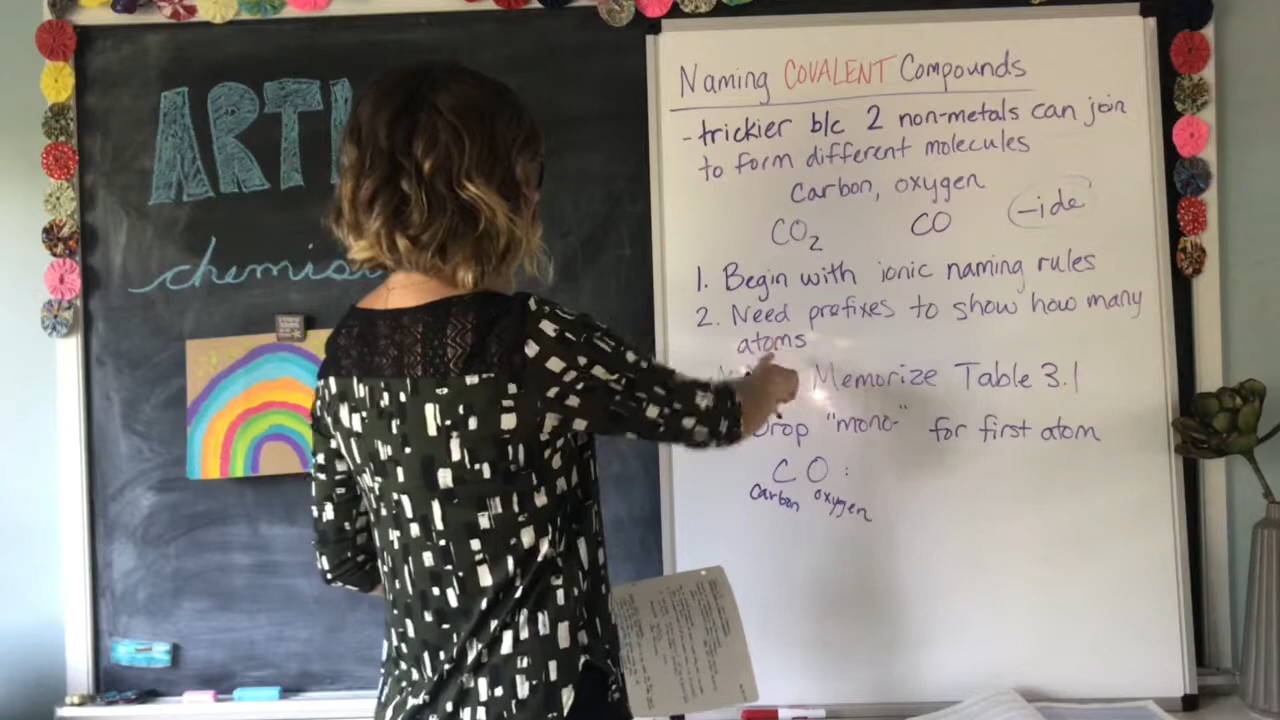 ART
chemis
Naming COVALENT Compounds
- trickier b/c 2 non-metals can join
to form different molecules
carbon, oxygen
CO₂ CO -ide
1. Begin with ionic naming rules
2. Need prefixes to show how many
atoms
Memorize Table 3.1
Drop "mono-" for first atom
CO:
carbon oxygen